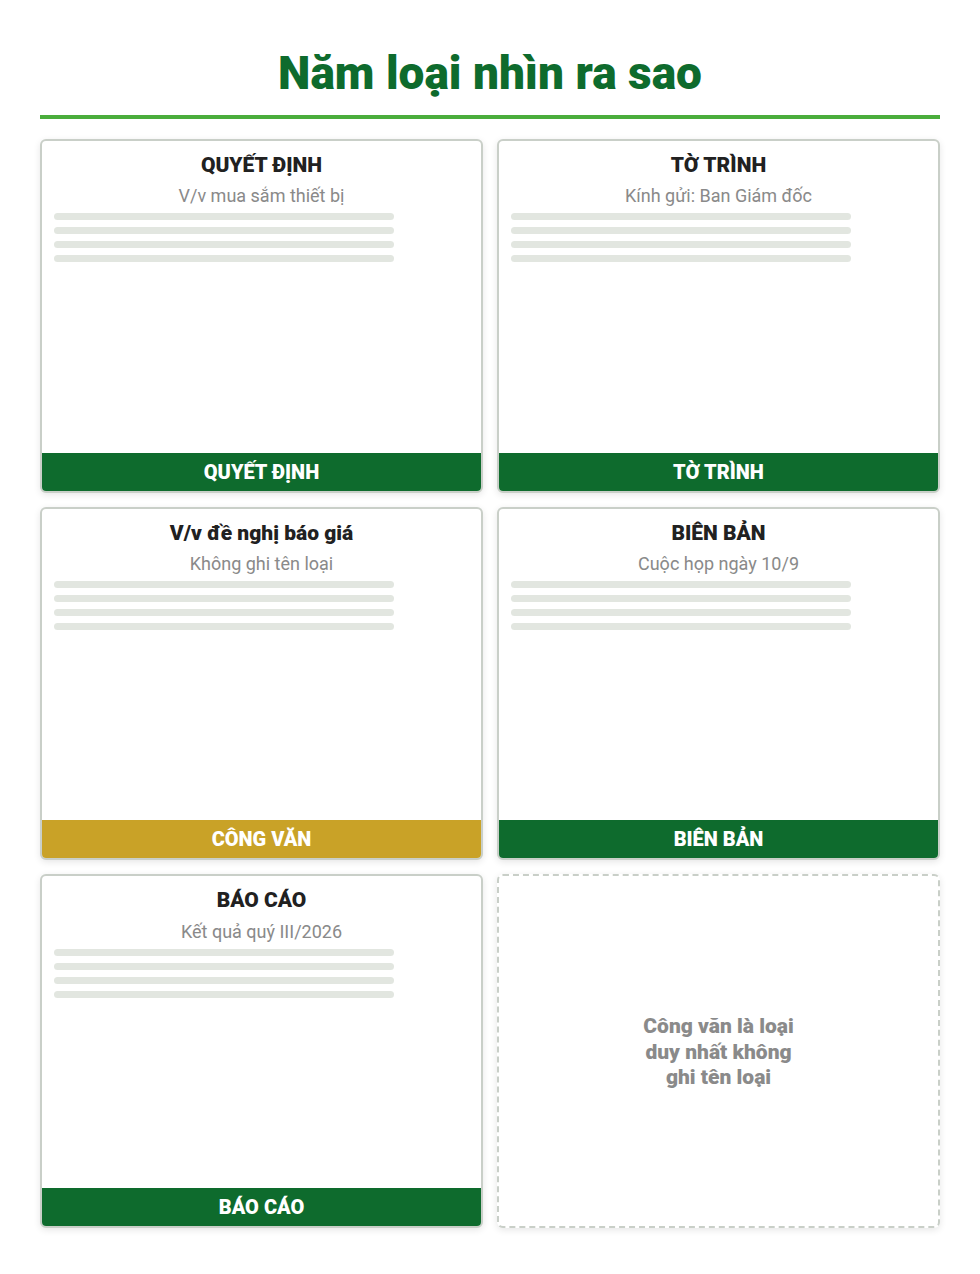 Năm loại nhìn ra sao
QUYẾT ĐỊNH
V/v mua sắm thiết bị
QUYẾT ĐỊNH
TỜ TRÌNH
Kính gửi: Ban Giám đốc
TỜ TRÌNH
V/v đề nghị báo giá
Không ghi tên loại
CÔNG VĂN
BIÊN BẢN
Cuộc họp ngày 10/9
BIÊN BẢN
BÁO CÁO
Kết quả quý III/2026
BÁO CÁO
Công văn là loại
duy nhất không
ghi tên loại